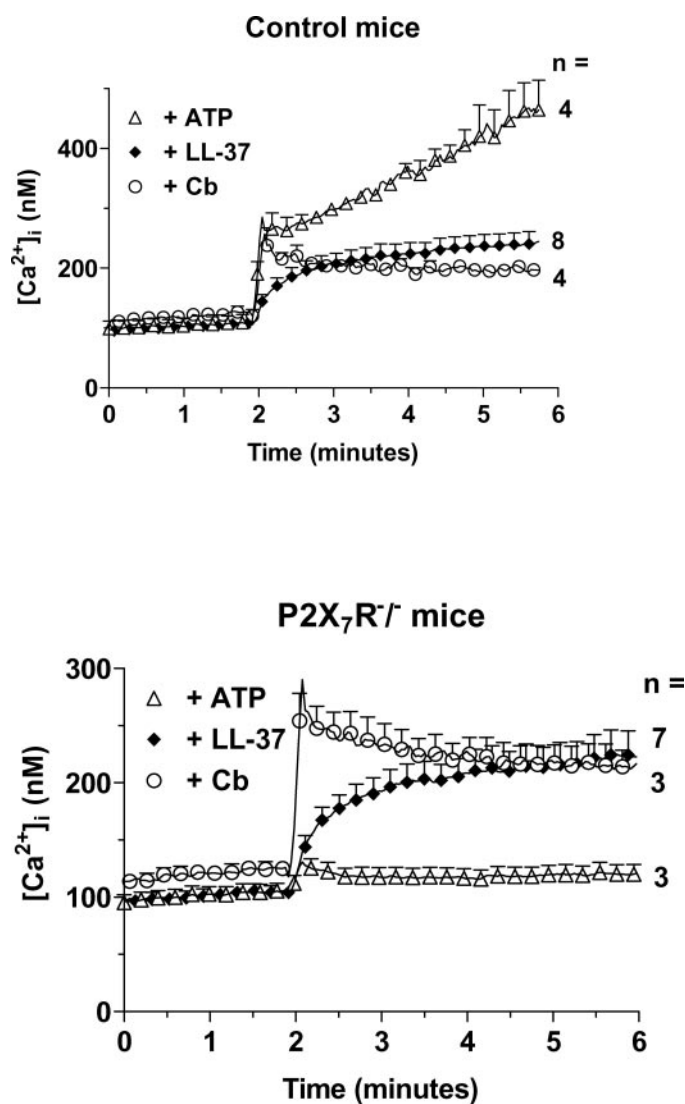 Control mice
n =
+ ATP
+ LL-37
+ Cb
4
8
4
400
200
0
[Ca²⁺]ᵢ (nM)
0 1 2 3 4 5 6
Time (minutes)
P2X₇R⁻/⁻ mice
n =
+ ATP
+ LL-37
+ Cb
7
3
3
300
200
100
0
[Ca²⁺]ᵢ (nM)
0 1 2 3 4 5 6
Time (minutes)